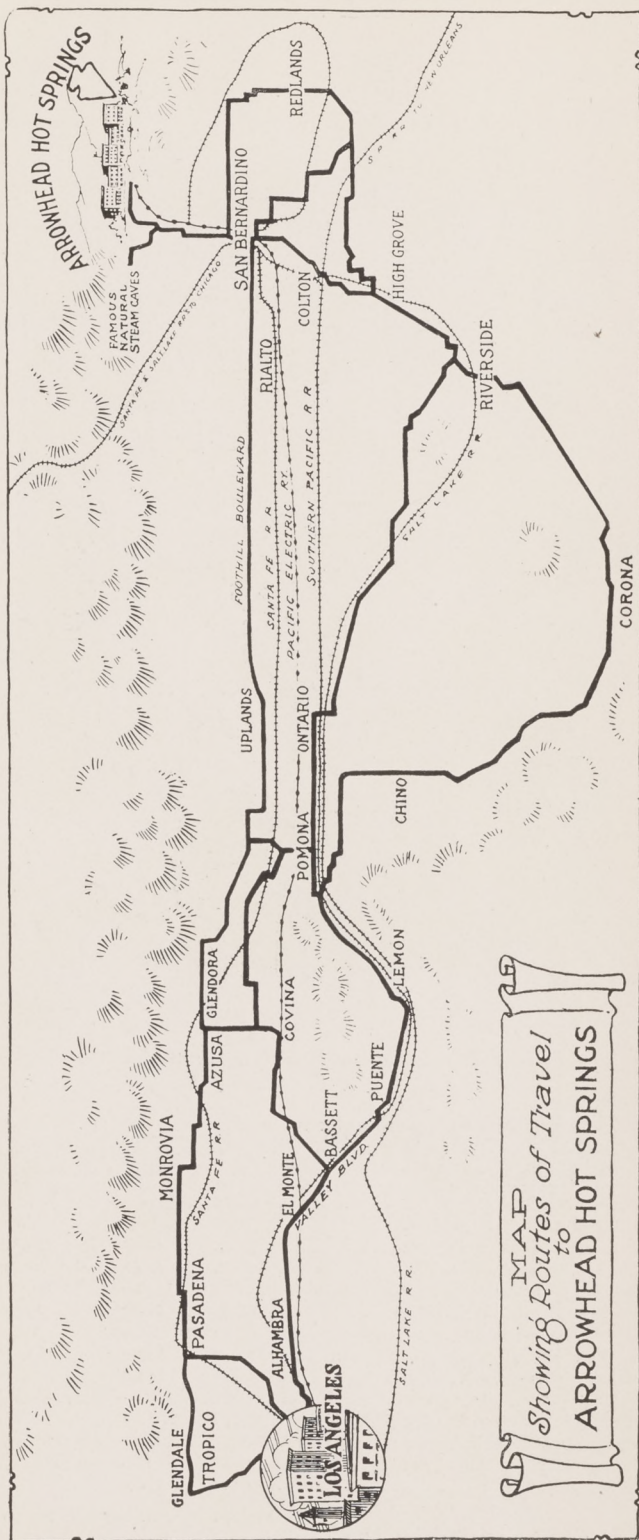 MAP
Showing Routes of Travel
to
ARROWHEAD HOT SPRINGS
ARROWHEAD HOT SPRINGS
FAMOUS
NATURAL
STEAM CAVES
SANTA FE & SALT LAKE RDS TO CHICAGO
GLENDALE
TROPICO
PASADENA
MONROVIA
SANTA FE RR
AZUSA
GLENDORA
UPLANDS
FOOTHILL BOULEVARD
SANTA FE R R
PACIFIC ELECTRIC RY.
SOUTHERN PACIFIC R R
RIALTO
SAN BERNARDINO
REDLANDS
COLTON
S.P. RR TO NEW ORLEANS
HIGH GROVE
RIVERSIDE
SALT LAKE R.R.
CORONA
CHINO
ONTARIO
POMONA
COVINA
LEMON
PUENTE
BASSETT
VALLEY BLVD.
EL MONTE
ALHAMBRA
LOS ANGELES
SALT LAKE R.R.